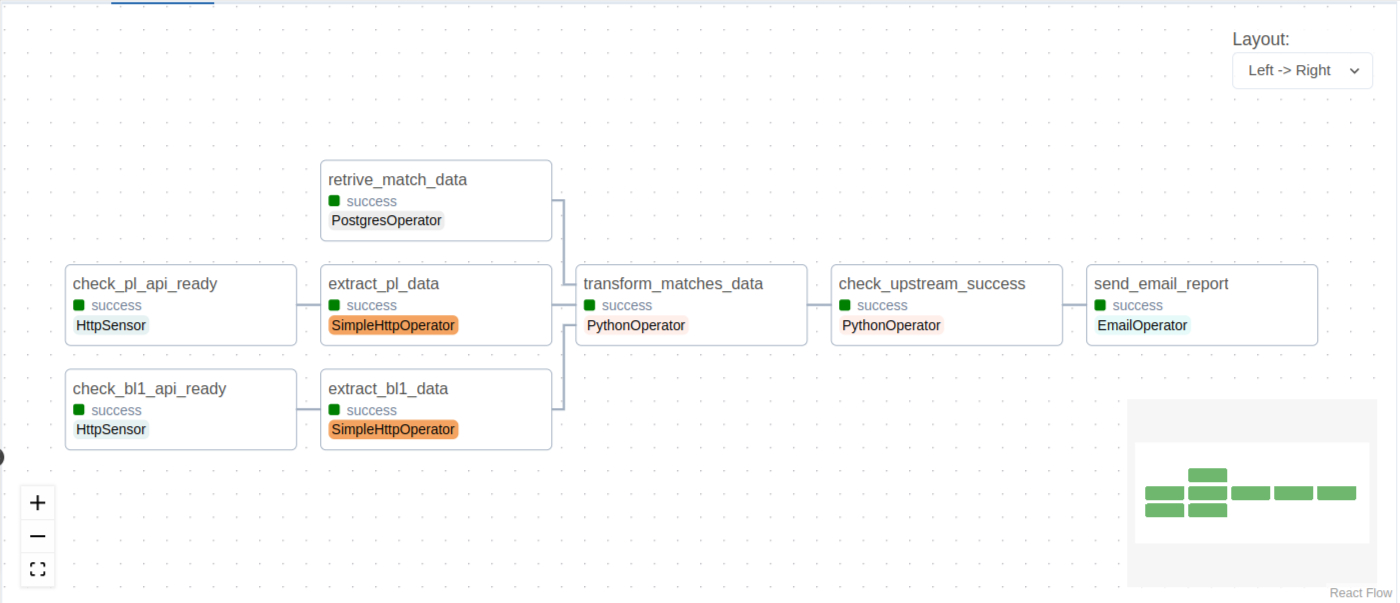 Layout:
Left -> Right
retrive_match_data
success
PostgresOperator
check_pl_api_ready
success
HttpSensor
extract_pl_data
success
SimpleHttpOperator
transform_matches_data
success
PythonOperator
check_upstream_success
success
PythonOperator
send_email_report
success
EmailOperator
check_bl1_api_ready
success
HttpSensor
extract_bl1_data
success
SimpleHttpOperator
React Flow